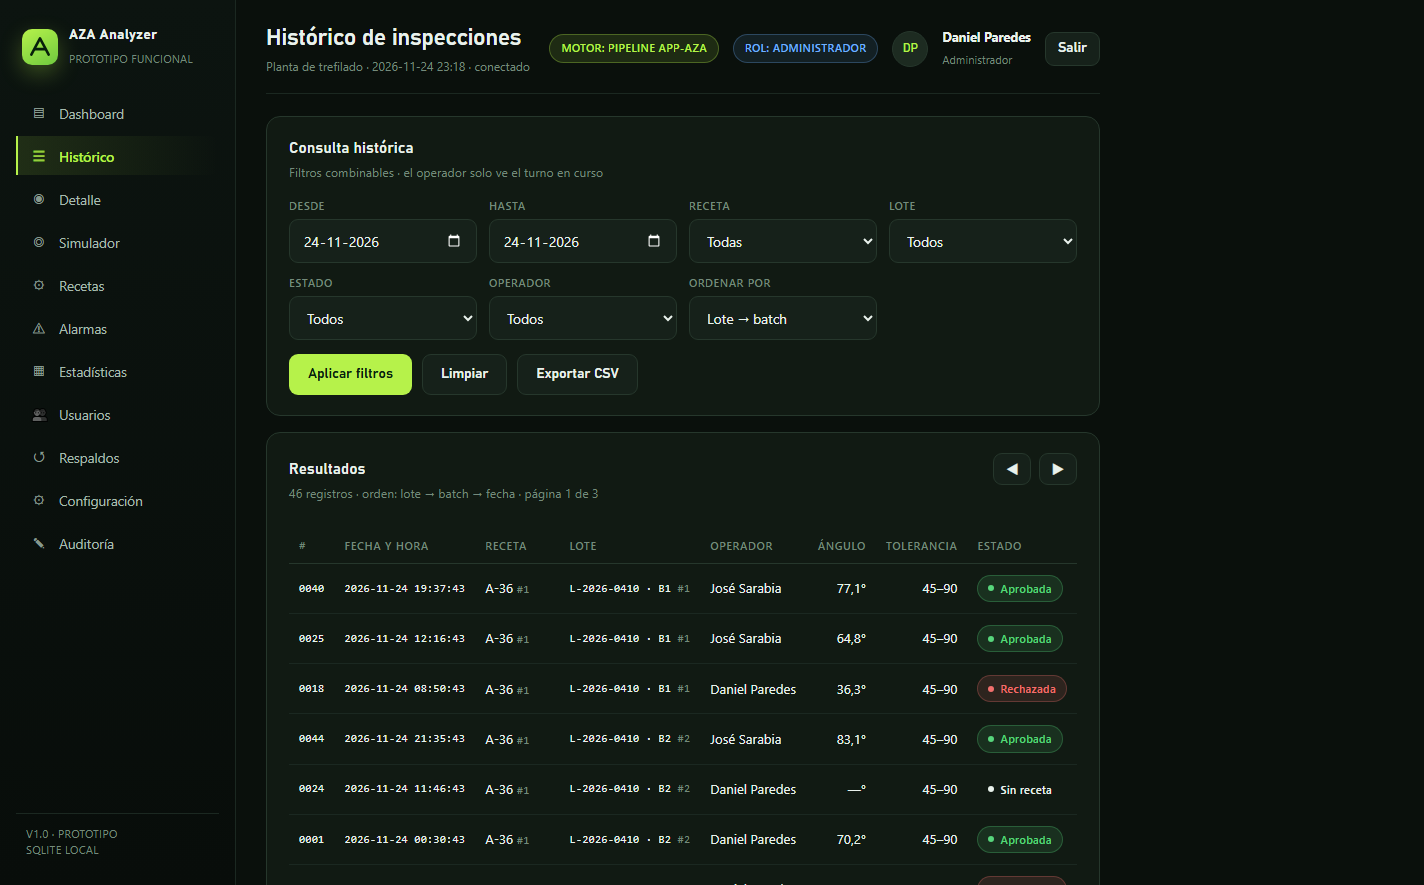 AZA Analyzer
PROTOTIPO FUNCIONAL
Dashboard
Histórico
Detalle
Simulador
Recetas
Alarmas
Estadísticas
Usuarios
Respaldos
Configuración
Auditoría
V1.0 · PROTOTIPO
SQLITE LOCAL
Histórico de inspecciones
Planta de trefilado · 2026-11-24 23:18 · conectado
MOTOR: PIPELINE APP-AZA
ROL: ADMINISTRADOR
DP
Daniel Paredes
Administrador
Salir
Consulta histórica
Filtros combinables · el operador solo ve el turno en curso
DESDE HASTA RECETA LOTE
24-11-2026 24-11-2026 Todas Todos
ESTADO OPERADOR ORDENAR POR
Todos Todos Lote → batch
Aplicar filtros Limpiar Exportar CSV
Resultados
46 registros · orden: lote → batch → fecha · página 1 de 3
# FECHA Y HORA RECETA LOTE OPERADOR ÁNGULO TOLERANCIA ESTADO
0040 2026-11-24 19:37:43 A-36 #1 L-2026-0410 · B1 #1 José Sarabia 77,1° 45–90 Aprobada
0025 2026-11-24 12:16:43 A-36 #1 L-2026-0410 · B1 #1 José Sarabia 64,8° 45–90 Aprobada
0018 2026-11-24 08:50:43 A-36 #1 L-2026-0410 · B1 #1 Daniel Paredes 36,3° 45–90 Rechazada
0044 2026-11-24 21:35:43 A-36 #1 L-2026-0410 · B2 #2 José Sarabia 83,1° 45–90 Aprobada
0024 2026-11-24 11:46:43 A-36 #1 L-2026-0410 · B2 #2 Daniel Paredes —° 45–90 Sin receta
0001 2026-11-24 00:30:43 A-36 #1 L-2026-0410 · B2 #2 Daniel Paredes 70,2° 45–90 Aprobada